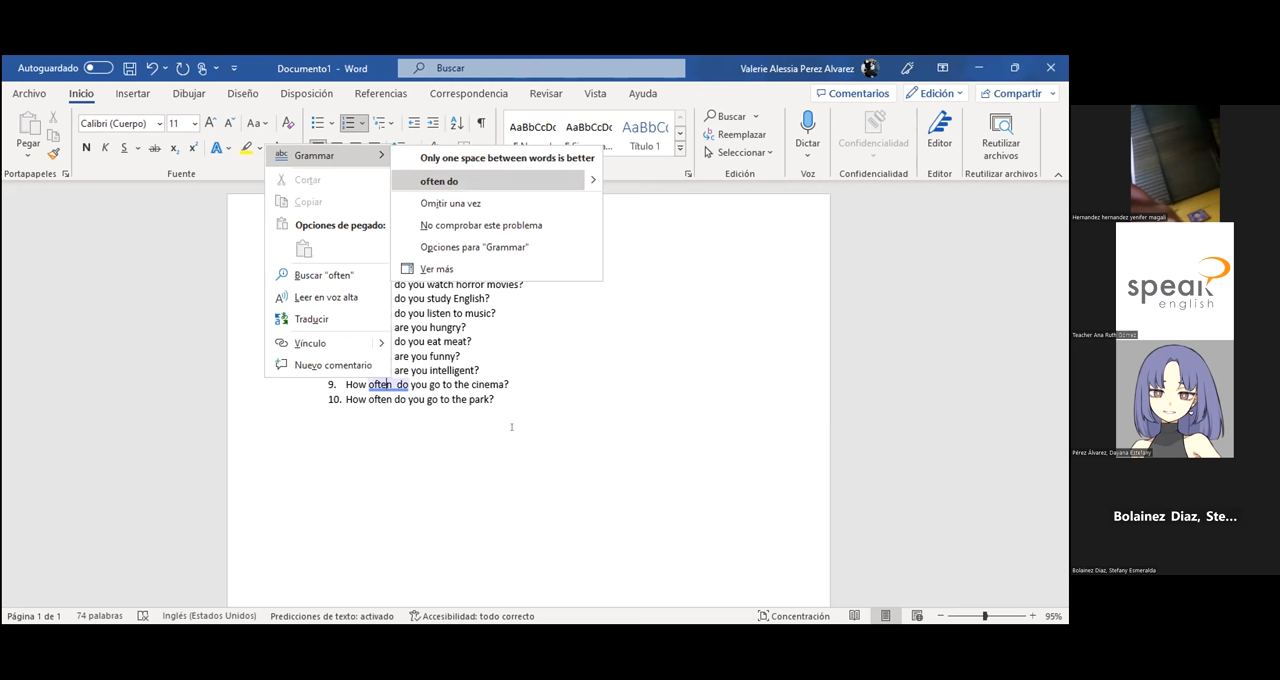 Autoguardado
Documento1 - Word
Buscar
Valerie Alessia Perez Alvarez
Archivo Inicio Insertar Dibujar Diseño Disposición Referencias Correspondencia Revisar Vista Ayuda
Comentarios Edición Compartir
Pegar
Portapapeles
Calibri (Cuerpo) 11
Aa
N K S ab x₂ x²
Fuente
AaBbCcDc AaBbCcDc AaBbCc
Título 1
Buscar
Reemplazar
Seleccionar
Edición
Dictar
Voz
Confidencialidad
Confidencialidad
Editor
Editor
Reutilizar
archivos
Reutilizar archivos
abc Grammar
Cortar
Copiar
Opciones de pegado:
Buscar "often"
Leer en voz alta
Traducir
Vínculo
Nuevo comentario
Only one space between words is better
often do
Omitir una vez
No comprobar este problema
Opciones para "Grammar"
Ver más
do you watch horror movies?
do you study English?
do you listen to music?
are you hungry?
do you eat meat?
are you funny?
are you intelligent?
9. How often  do you go to the cinema?
10. How often do you go to the park?
Página 1 de 1 74 palabras Inglés (Estados Unidos) Predicciones de texto: activado Accesibilidad: todo correcto Concentración 95%
Hernandez hernandez yenifer magali
speak
english
Teacher Ana Ruth Gómez
Pérez Álvarez, Dayana Estefany
Bolainez Diaz, Ste...
Bolainez Diaz, Stefany Esmeralda